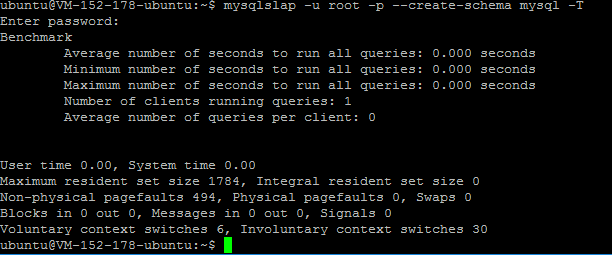 ubuntu@VM-152-178-ubuntu:~$ mysqlslap -u root -p --create-schema mysql -T
Enter password:
Benchmark
Average number of seconds to run all queries: 0.000 seconds
Minimum number of seconds to run all queries: 0.000 seconds
Maximum number of seconds to run all queries: 0.000 seconds
Number of clients running queries: 1
Average number of queries per client: 0
User time 0.00, System time 0.00
Maximum resident set size 1784, Integral resident set size 0
Non-physical pagefaults 494, Physical pagefaults 0, Swaps 0
Blocks in 0 out 0, Messages in 0 out 0, Signals 0
Voluntary context switches 6, Involuntary context switches 30
ubuntu@VM-152-178-ubuntu:~$